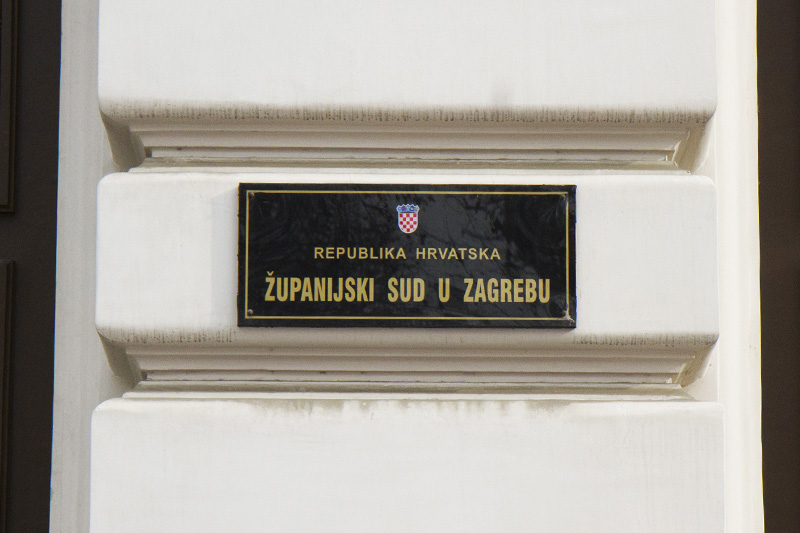 REPUBLIKA HRVATSKA
ŽUPANIJSKI SUD U ZAGREBU